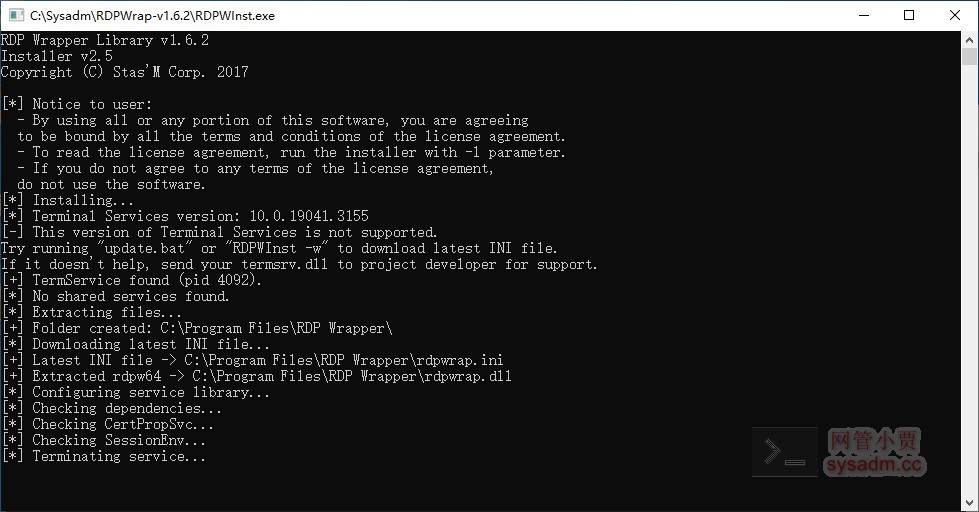 C:\Sysadm\RDPWrap-v1.6.2\RDPWInst.exe
RDP Wrapper Library v1.6.2
Installer v2.5
Copyright (C) Stas'M Corp. 2017
[*] Notice to user:
- By using all or any portion of this software, you are agreeing
to be bound by all the terms and conditions of the license agreement.
- To read the license agreement, run the installer with -l parameter.
- If you do not agree to any terms of the license agreement,
do not use the software.
[*] Installing...
[*] Terminal Services version: 10.0.19041.3155
[-] This version of Terminal Services is not supported.
Try running "update.bat" or "RDPWInst -w" to download latest INI file.
If it doesn't help, send your termsrv.dll to project developer for support.
[+] TermService found (pid 4092).
[*] No shared services found.
[*] Extracting files...
[+] Folder created: C:\Program Files\RDP Wrapper\
[*] Downloading latest INI file...
[+] Latest INI file -> C:\Program Files\RDP Wrapper\rdpwrap.ini
[+] Extracted rdpw64 -> C:\Program Files\RDP Wrapper\rdpwrap.dll
[*] Configuring service library...
[*] Checking dependencies...
[*] Checking CertPropSvc...
[*] Checking SessionEnv...
[*] Terminating service...
网管小贾
sysadm.cc